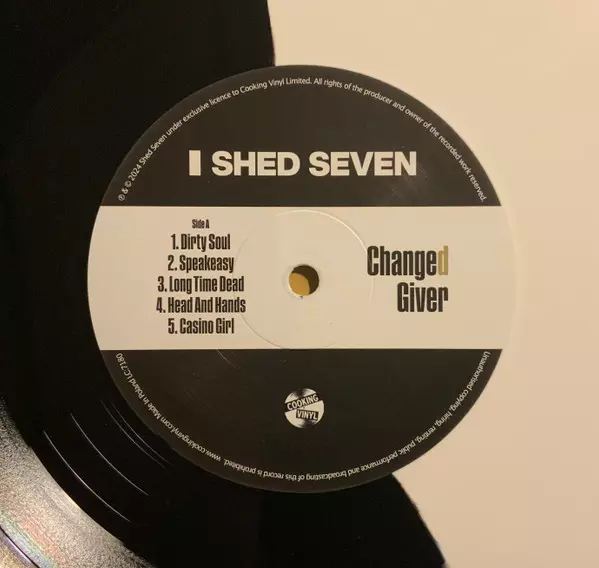 ℗ & © 2024 Shed Seven under exclusive licence to Cooking Vinyl Limited. All rights of the producer and owner of the recorded work reserved.
SHED SEVEN
Side A
1. Dirty Soul
2. Speakeasy
3. Long Time Dead
4. Head And Hands
5. Casino Girl
Changed
Giver
COOKING
VINYL
Unauthorised copying, hiring, renting, public performance and broadcasting of this record is prohibited. www.cookingvinyl.com Made in Poland LC7180